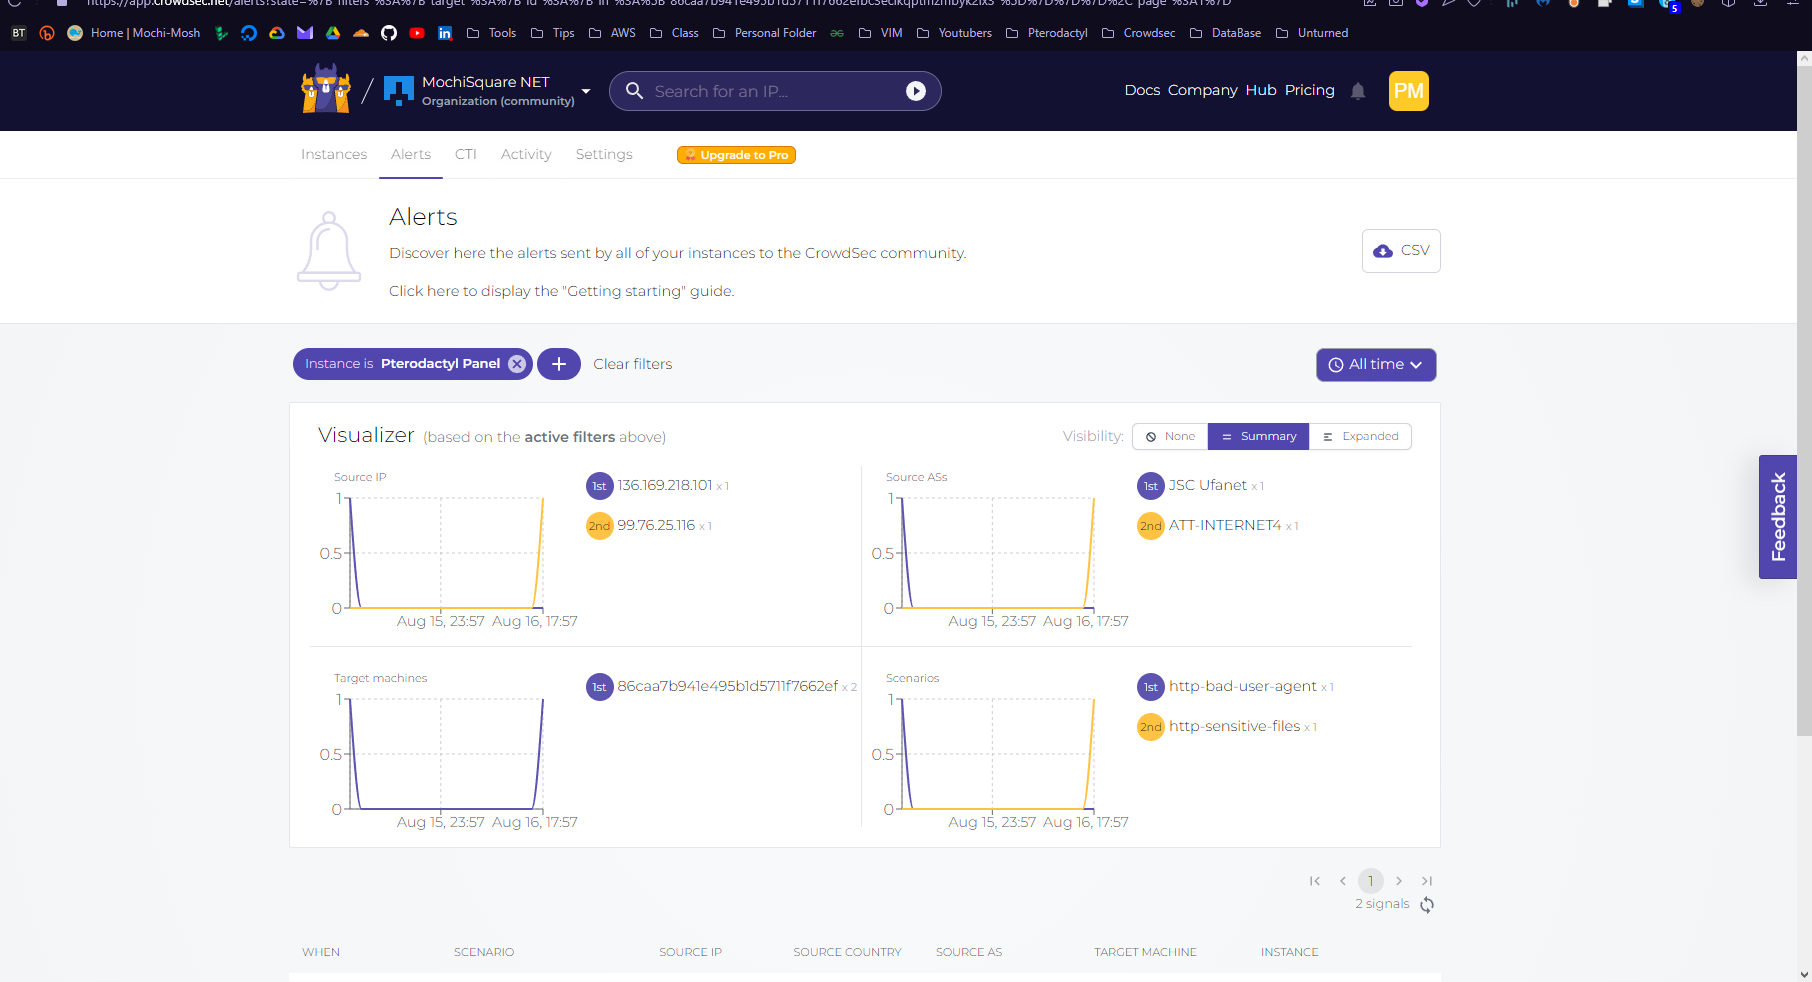 BT Home | Mochi-Mosh Tools Tips AWS Class Personal Folder VIM Youtubers Pterodactyl Crowdsec DataBase Unturned
5
MochiSquare NET
Organization (community)
Search for an IP...
Docs Company Hub Pricing
PM
Instances Alerts CTI Activity Settings Upgrade to Pro
Alerts
Discover here the alerts sent by all of your instances to the CrowdSec community.
Click here to display the "Getting starting" guide.
CSV
Instance is Pterodactyl Panel
Clear filters
All time
Visualizer (based on the active filters above)
Visibility: None Summary Expanded
Source IP
1
0.5
0
Aug 15, 23:57 Aug 16, 17:57
1st 136.169.218.101 x 1
2nd 99.76.25.116 x 1
Source ASs
1
0.5
0
Aug 15, 23:57 Aug 16, 17:57
1st JSC Ufanet x 1
2nd ATT-INTERNET4 x 1
Target machines
1
0.5
0
Aug 15, 23:57 Aug 16, 17:57
1st 86caa7b941e495b1d5711f7662ef x 2
Scenarios
1
0.5
0
Aug 15, 23:57 Aug 16, 17:57
1st http-bad-user-agent x 1
2nd http-sensitive-files x 1
Feedback
1
2 signals
WHEN SCENARIO SOURCE IP SOURCE COUNTRY SOURCE AS TARGET MACHINE INSTANCE